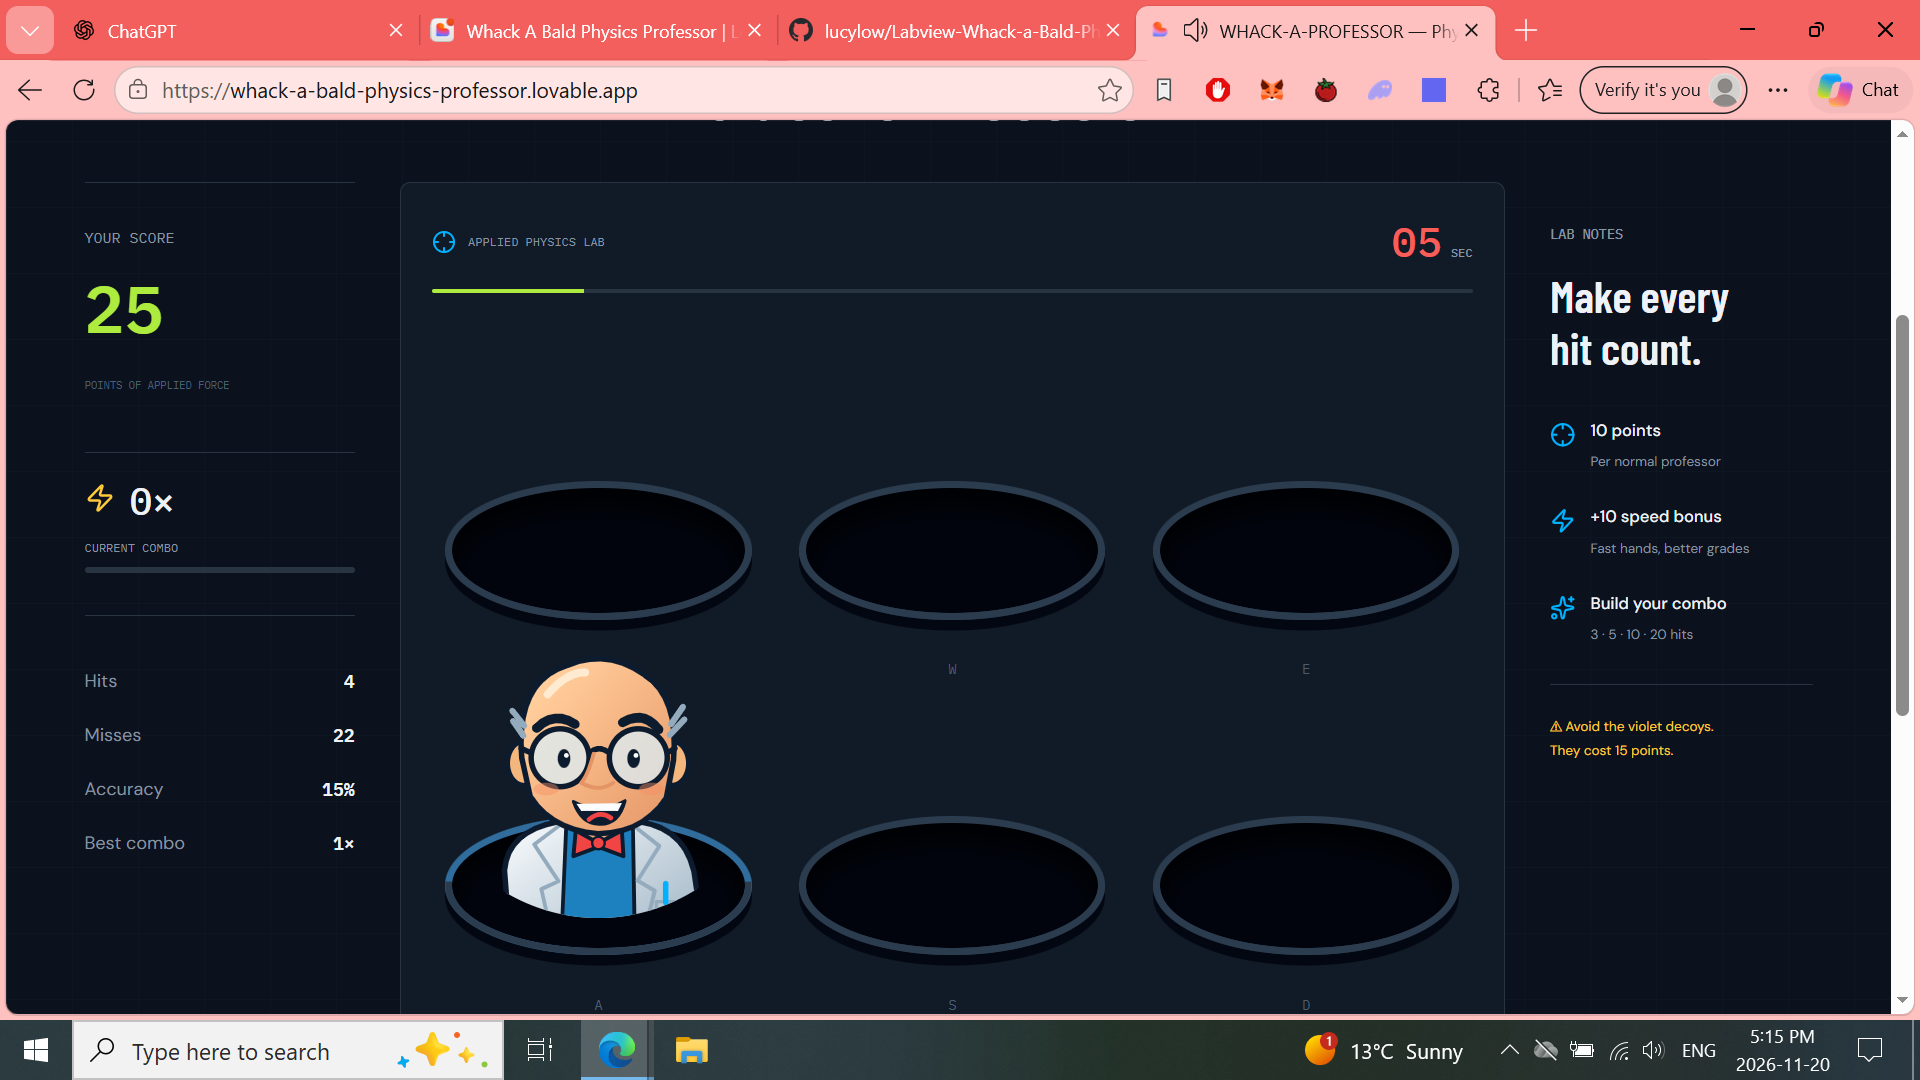 ChatGPT
Whack A Bald Physics Professor | L
lucylow/Labview-Whack-a-Bald-Ph
WHACK-A-PROFESSOR — Phy
https://whack-a-bald-physics-professor.lovable.app
Verify it's you
Chat
YOUR SCORE
25
POINTS OF APPLIED FORCE
0×
CURRENT COMBO
Hits 4
Misses 22
Accuracy 15%
Best combo 1×
APPLIED PHYSICS LAB
05 SEC
W
E
A
S
D
LAB NOTES
Make every
hit count.
10 points
Per normal professor
+10 speed bonus
Fast hands, better grades
Build your combo
3 · 5 · 10 · 20 hits
⚠ Avoid the violet decoys.
They cost 15 points.
Type here to search
1
13°C Sunny
ENG
5:15 PM
2026-11-20